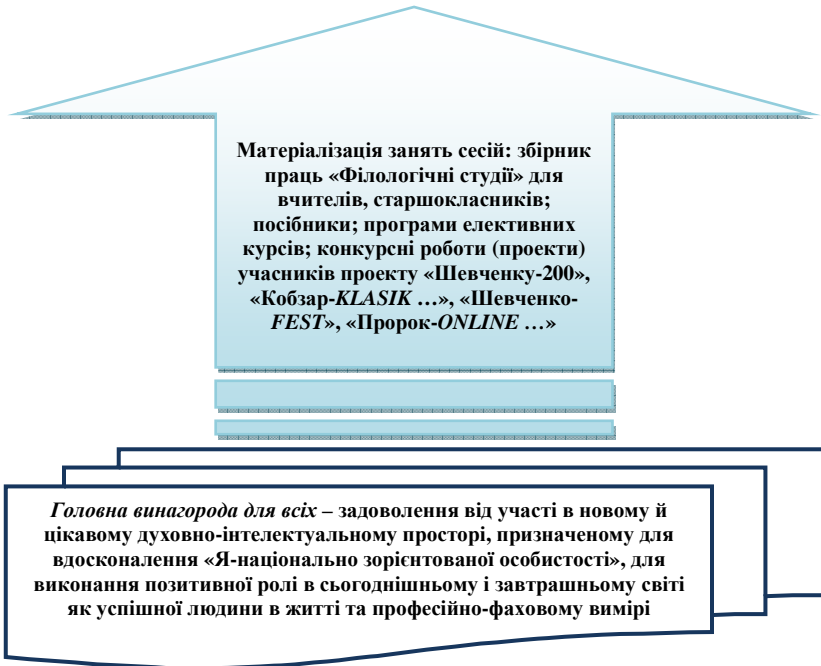 Матеріалізація занять сесій: збірник
праць «Філологічні студії» для
вчителів, старшокласників;
посібники; програми елективних
курсів; конкурсні роботи (проекти)
учасників проекту «Шевченку-200»,
«Кобзар-KLASIK …», «Шевченко-
FEST», «Пророк-ONLINE …»
Головна винагорода для всіх – задоволення від участі в новому й
цікавому духовно-інтелектуальному просторі, призначеному для
вдосконалення «Я-національно зорієнтованої особистості», для
виконання позитивної ролі в сьогоднішньому і завтрашньому світі
як успішної людини в житті та професійно-фаховому вимірі